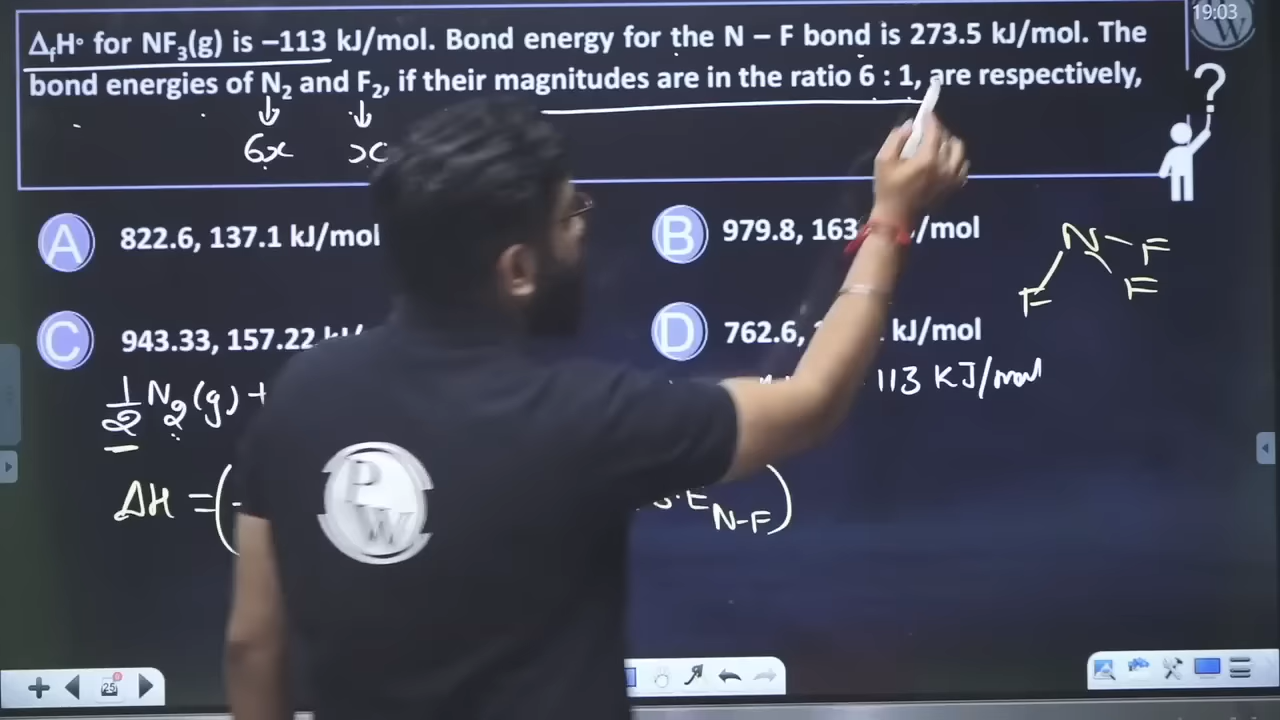 19:03
Δ𝒻H° for NF₃(g) is −113 kJ/mol. Bond energy for the N – F bond is 273.5 kJ/mol. The
bond energies of N₂ and F₂, if their magnitudes are in the ratio 6 : 1, are respectively,
6x x
?
A 822.6, 137.1 kJ/mol
B 979.8, 163 /mol
C 943.33, 157.22
D 762.6, kJ/mol
N – F
F F
1/2 N₂(g) + 113 KJ/mol
ΔH = (- B.E N-F)
P W
25